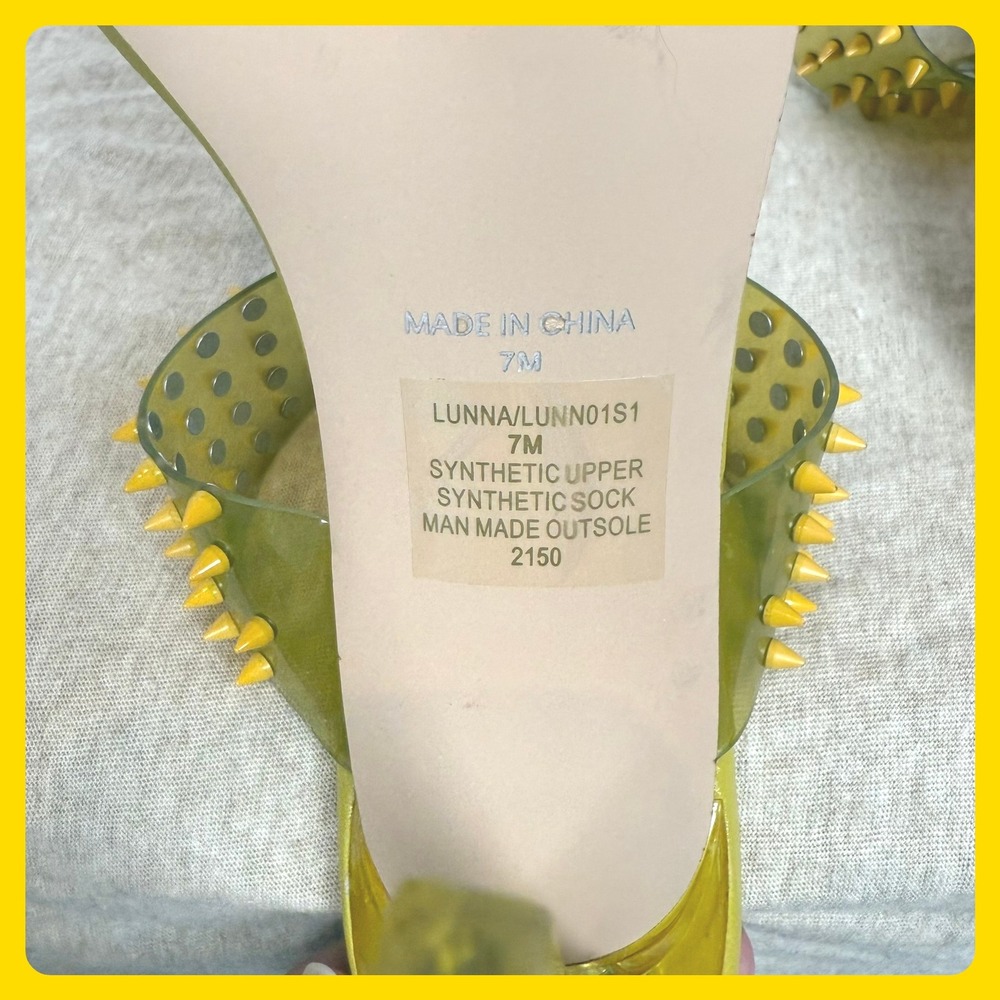 MADE IN CHINA
7M
LUNNA/LUNN01S1
7M
SYNTHETIC UPPER
SYNTHETIC SOCK
MAN MADE OUTSOLE
2150